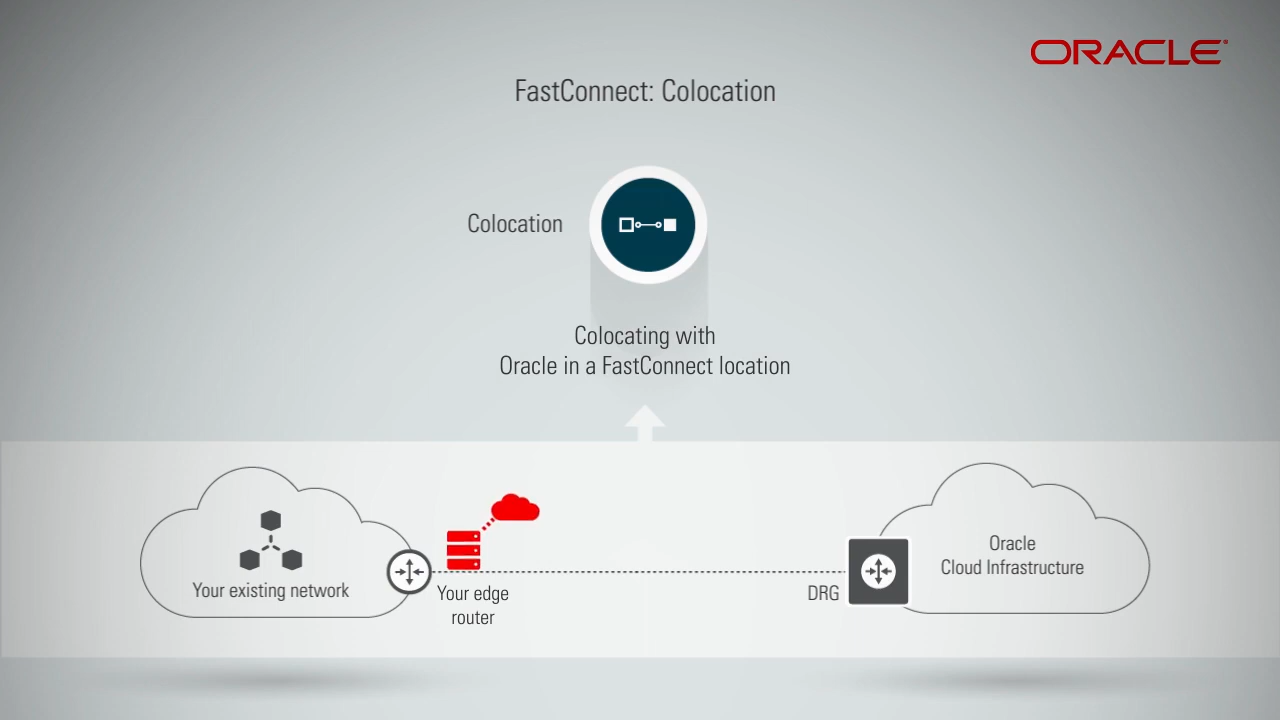 ORACLE
FastConnect: Colocation
Colocation
Colocating with
Oracle in a FastConnect location
Your existing network
Your edge
router
DRG
Oracle
Cloud Infrastructure